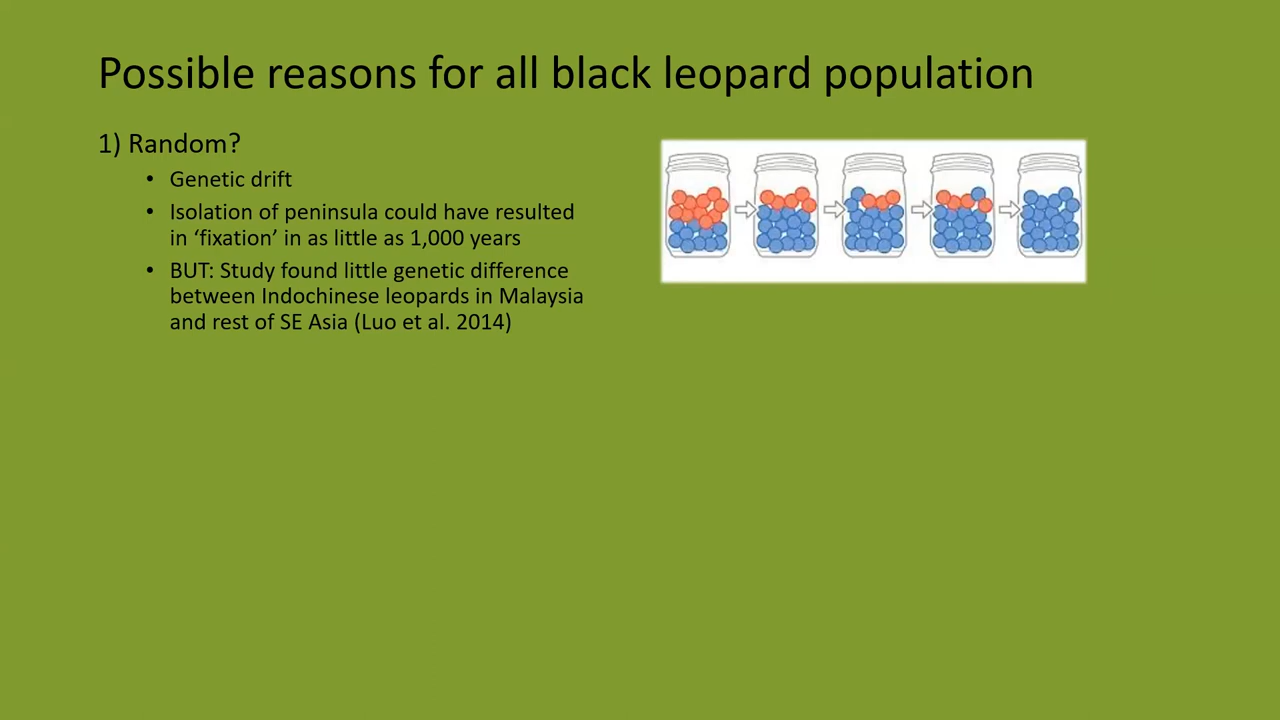 Possible reasons for all black leopard population
1) Random?
• Genetic drift
• Isolation of peninsula could have resulted
in ‘fixation’ in as little as 1,000 years
• BUT: Study found little genetic difference
between Indochinese leopards in Malaysia
and rest of SE Asia (Luo et al. 2014)